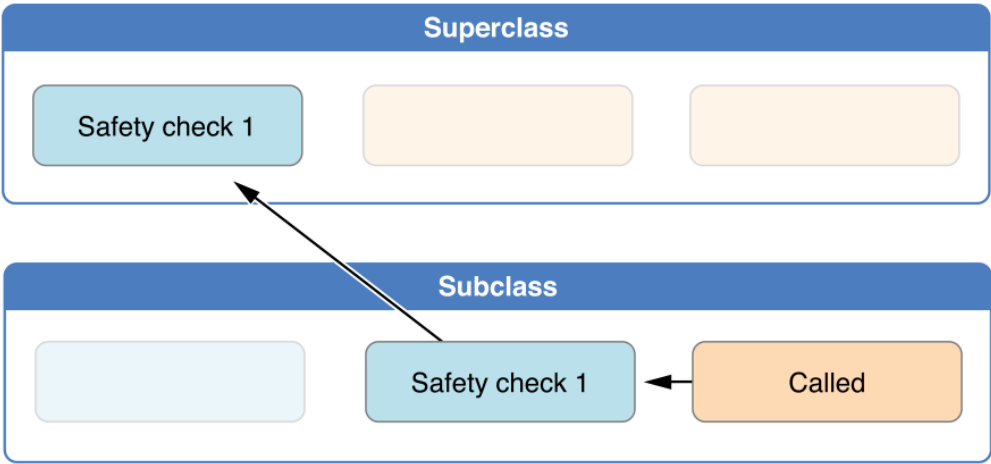 Superclass
Safety check 1
Subclass
Safety check 1
Called